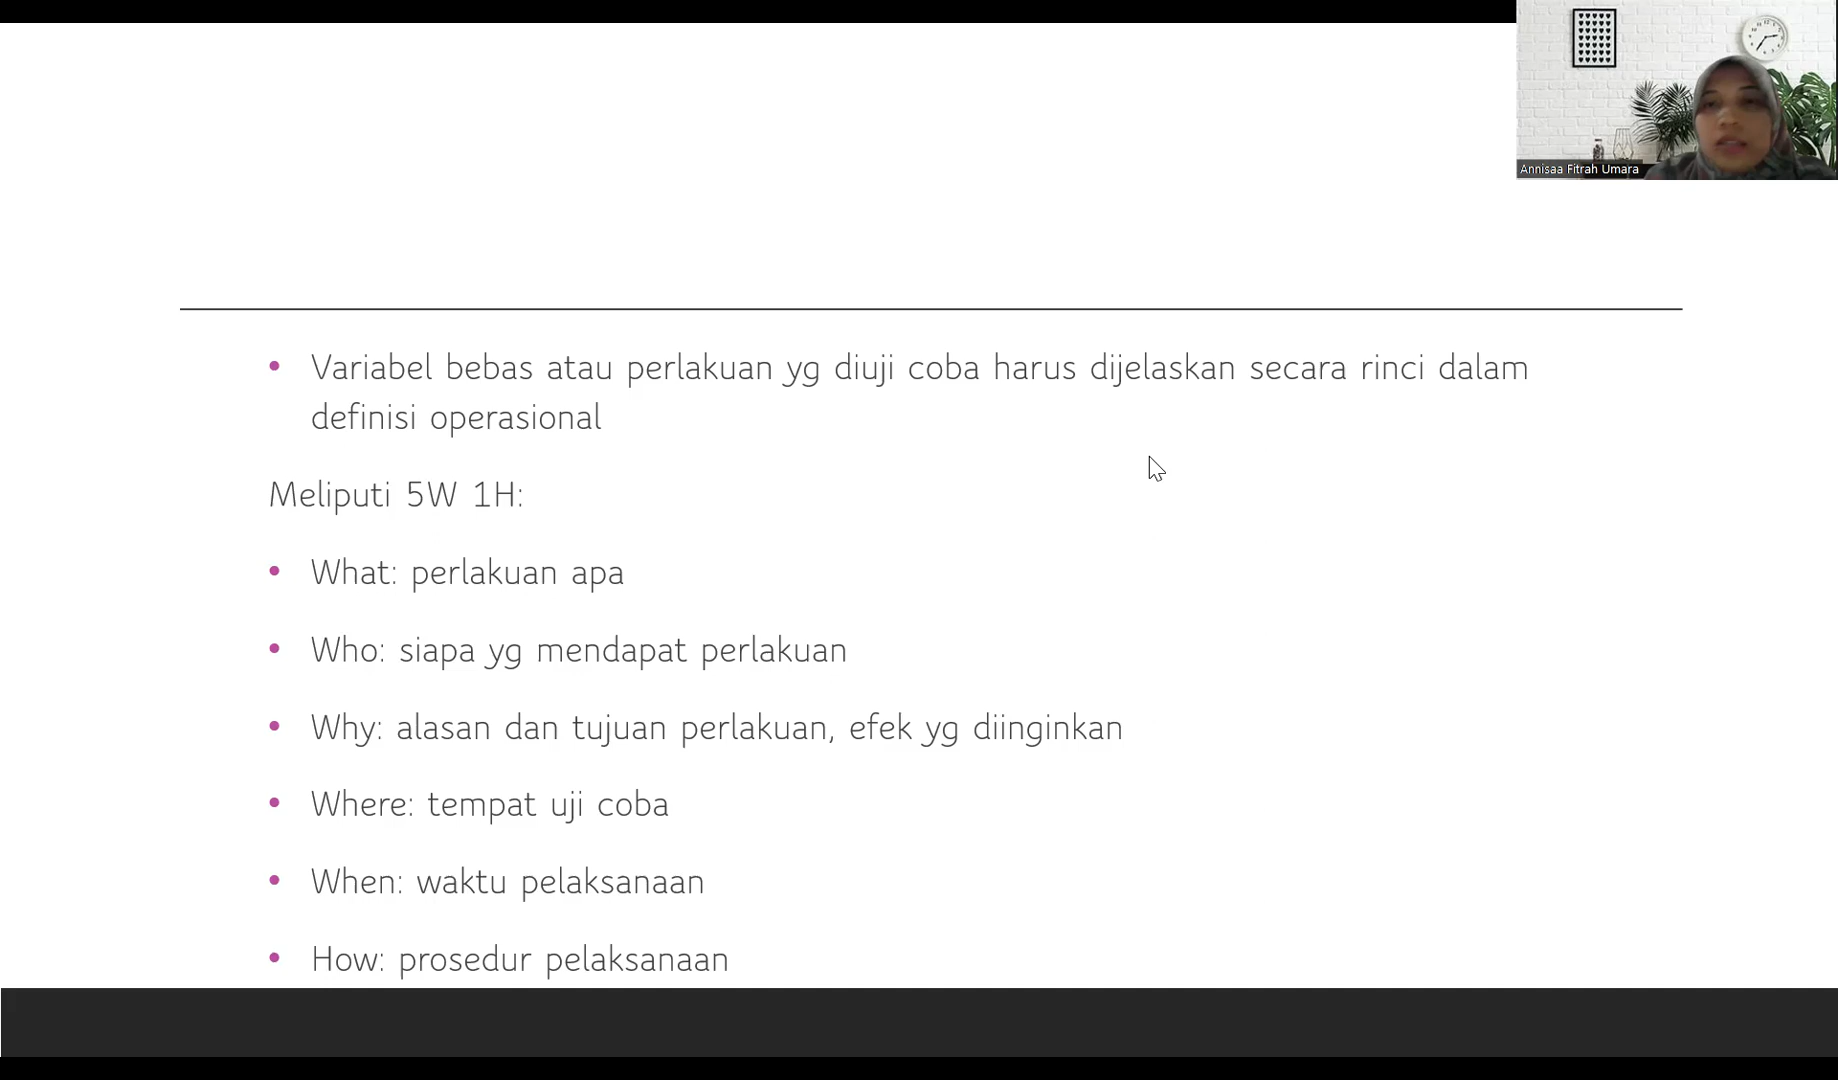 Annisaa Fitrah Umara
• Variabel bebas atau perlakuan yg diuji coba harus dijelaskan secara rinci dalam
definisi operasional
Meliputi 5W 1H:
• What: perlakuan apa
• Who: siapa yg mendapat perlakuan
• Why: alasan dan tujuan perlakuan, efek yg diinginkan
• Where: tempat uji coba
• When: waktu pelaksanaan
• How: prosedur pelaksanaan